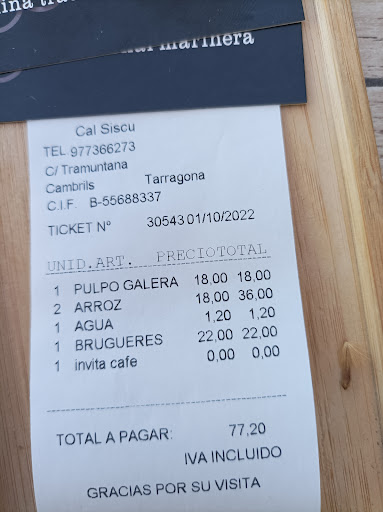 ina tra
marinera
Cal Siscu
TEL.977366273
C/ Tramuntana
Cambrils Tarragona
C.I.F. B-55688337
TICKET Nº 30543 01/10/2022
UNID.ART. PRECIOTOTAL
1 PULPO GALERA 18,00 18,00
2 ARROZ 18,00 36,00
1 AGUA 1,20 1,20
1 BRUGUERES 22,00 22,00
1 invita cafe 0,00 0,00
TOTAL A PAGAR: 77,20
IVA INCLUIDO
GRACIAS POR SU VISITA